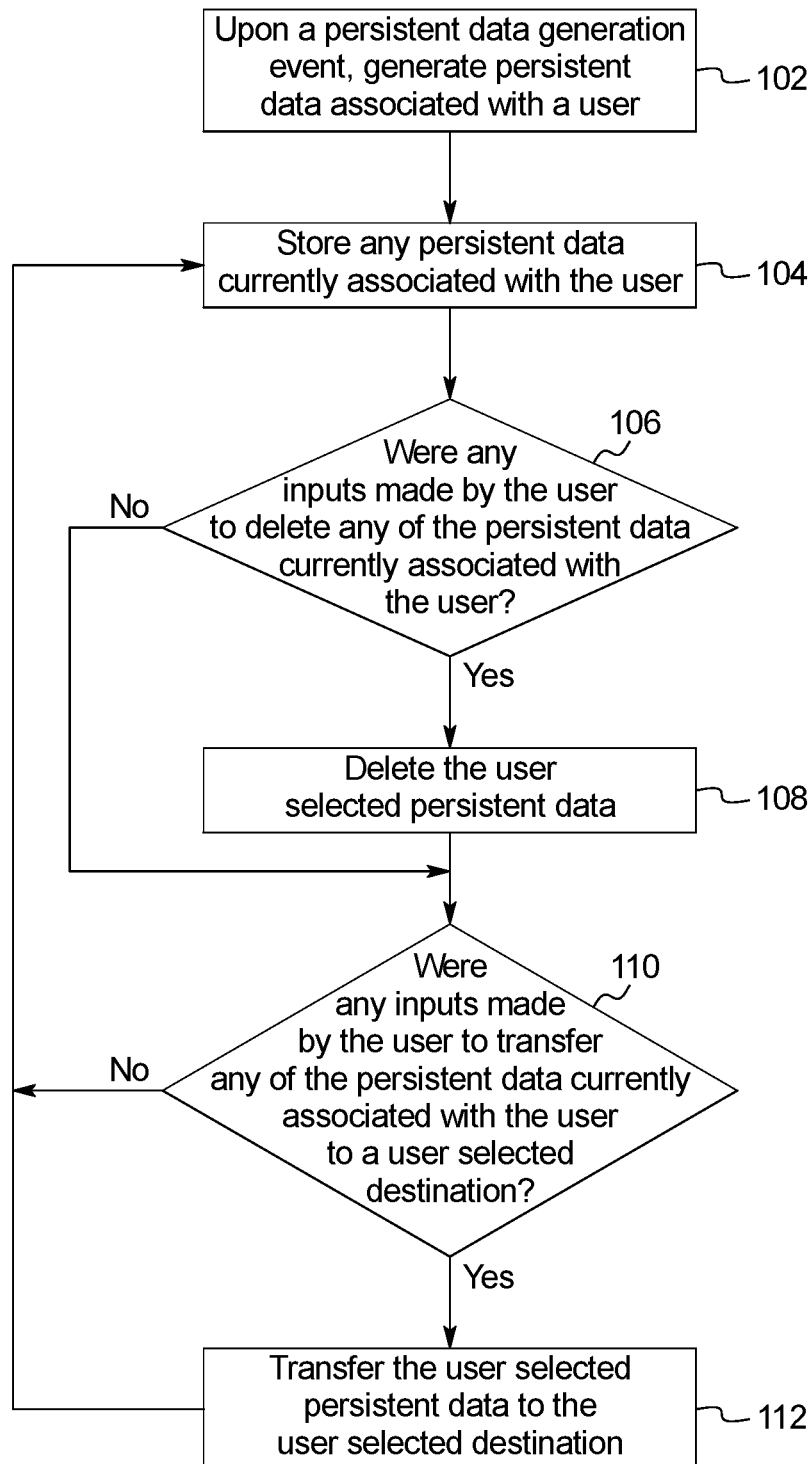 Upon a persistent data generation
event, generate persistent
data associated with a user
102
Store any persistent data
currently associated with the user
104
106
Were any
inputs made by the user
to delete any of the persistent data
currently associated with
the user?
No
Yes
Delete the user
selected persistent data
108
110
Were
any inputs made
by the user to transfer
any of the persistent data currently
associated with the user
to a user selected
destination?
No
Yes
Transfer the user selected
persistent data to the
user selected destination
112